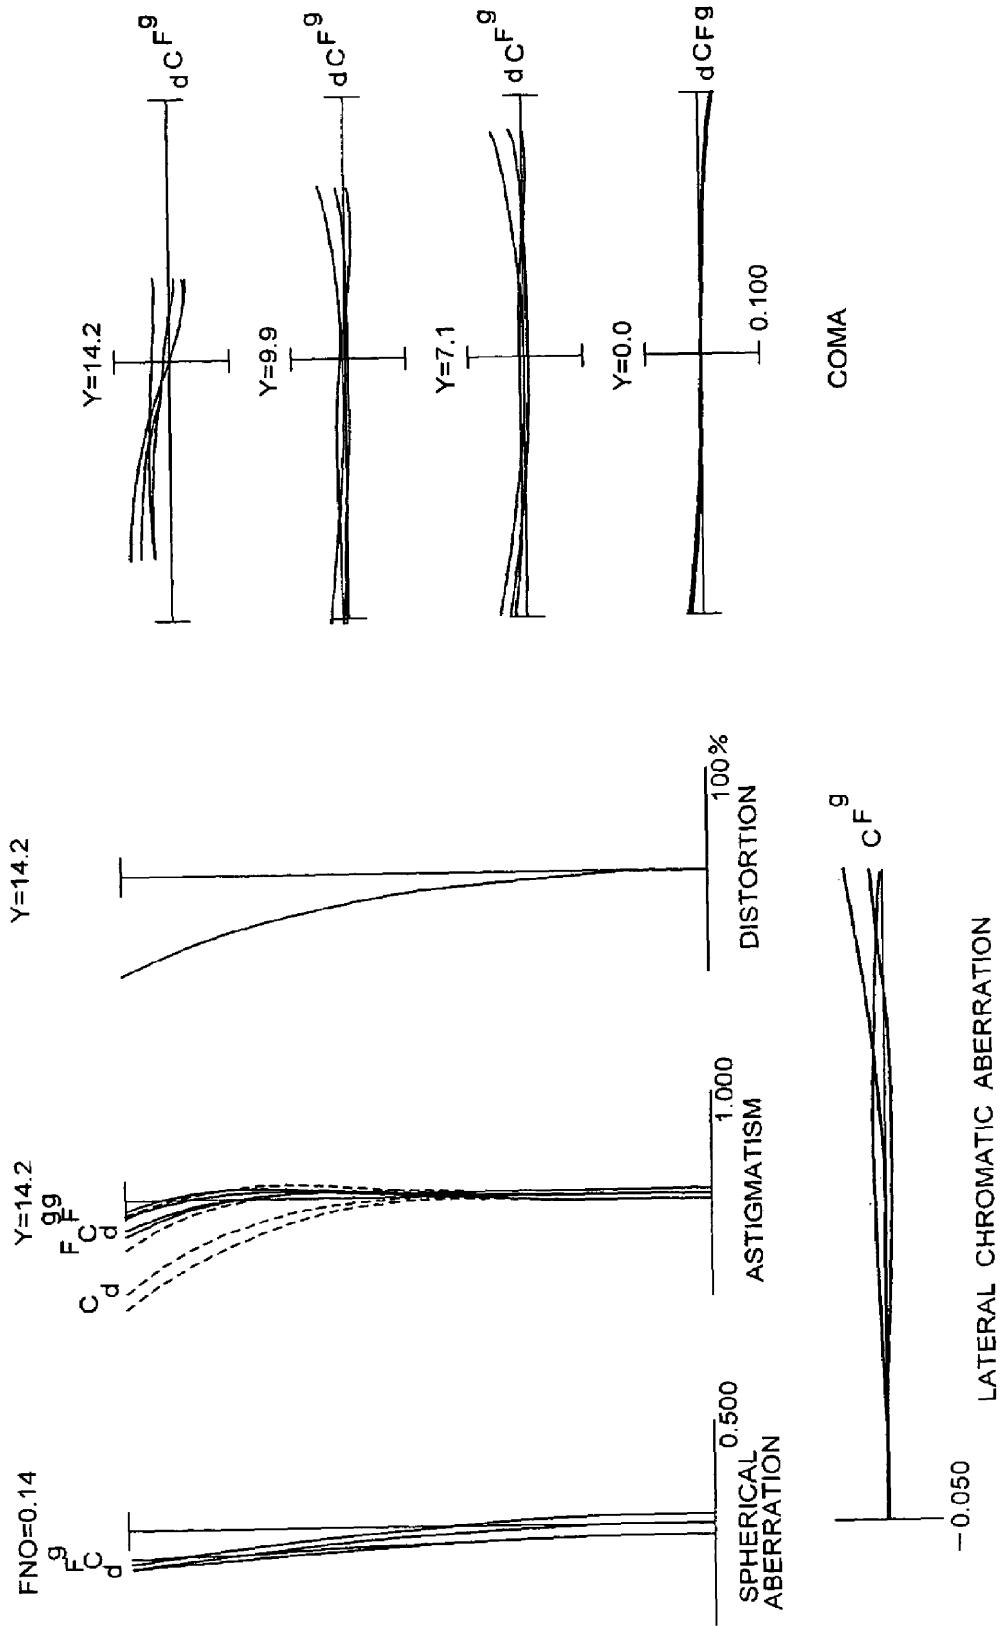 FNO=0.14
g
F
C
d
0.500
SPHERICAL
ABERRATION
Y=14.2
g g
F F
C
d
C
d
1.000
ASTIGMATISM
Y=14.2
100%
DISTORTION
Y=14.2
d C F g
Y=9.9
d C F g
Y=7.1
d C F g
Y=0.0
d C F g
0.100
COMA
g
C F
-0.050
LATERAL CHROMATIC ABERRATION